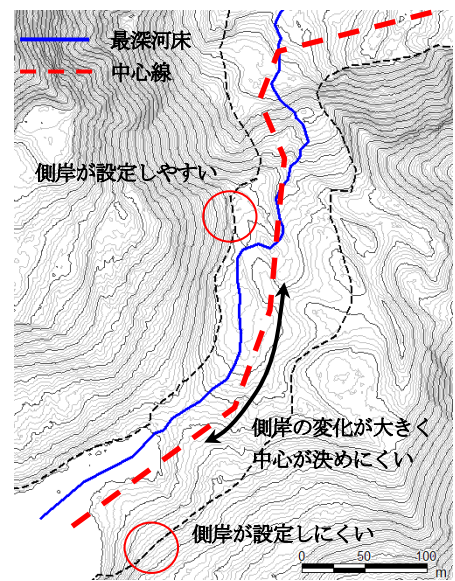 最深河床
中心線
側岸が設定しやすい
側岸の変化が大きく
中心が決めにくい
側岸が設定しにくい
0 50 100
m